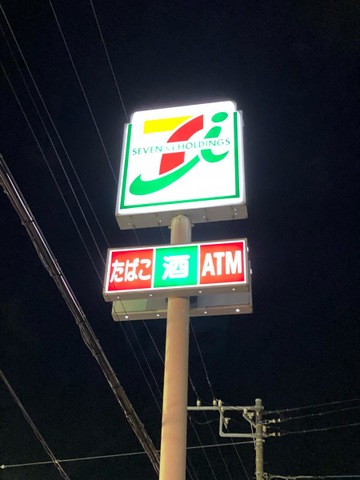 SEVEN & i HOLDINGS
たばこ 酒 ATM